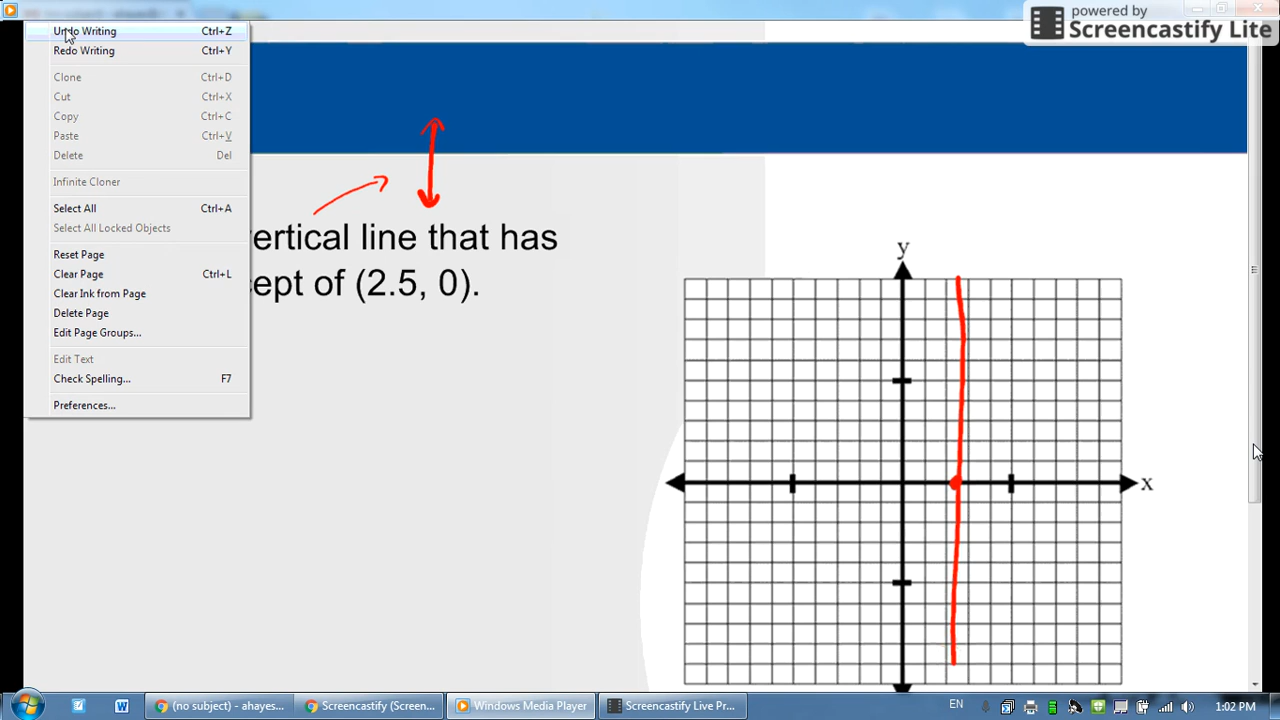 powered by
Screencastify Lite
Undo Writing Ctrl+Z
Redo Writing Ctrl+Y
Clone Ctrl+D
Cut Ctrl+X
Copy Ctrl+C
Paste Ctrl+V
Delete Del
Infinite Cloner
Select All Ctrl+A
Select All Locked Objects
Reset Page
Clear Page Ctrl+L
Clear Ink from Page
Delete Page
Edit Page Groups...
Edit Text
Check Spelling... F7
Preferences...
vertical line that has
cept of (2.5, 0).
y
x
(no subject) - ahayes... Screencastify (Screen... Windows Media Player Screencastify Live Pr... EN 1:02 PM